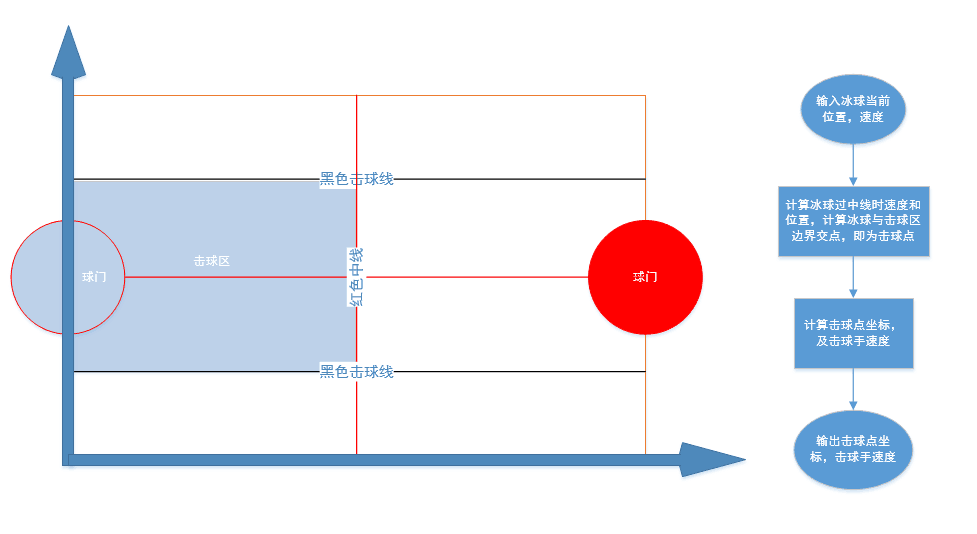 黑色击球线
击球区
球门
红色中线
球门
黑色击球线
输入冰球当前
位置，速度
计算冰球过中线时速度和
位置，计算冰球与击球区
边界交点，即为击球点
计算击球点坐标，
及击球手速度
输出击球点坐
标，击球手速度